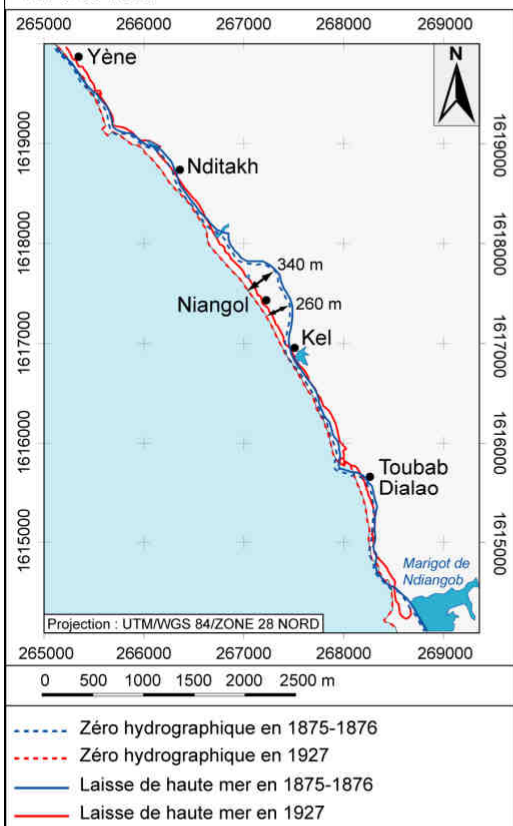 2650000 266000 267000 268000 269000
N
Yène
1619000
1619000
Nditakh
1618000
1618000
340 m
Niangol
260 m
1617000
1617000
Kel
1616000
1616000
Toubab
Dialao
1615000
1615000
Marigot de
Ndiangob
Projection : UTM/WGS 84/ZONE 28 NORD
265000 266000 267000 268000 269000
0 500 1000 1500 2000 2500 m
Zéro hydrographique en 1875-1876
Zéro hydrographique en 1927
Laisse de haute mer en 1875-1876
Laisse de haute mer en 1927